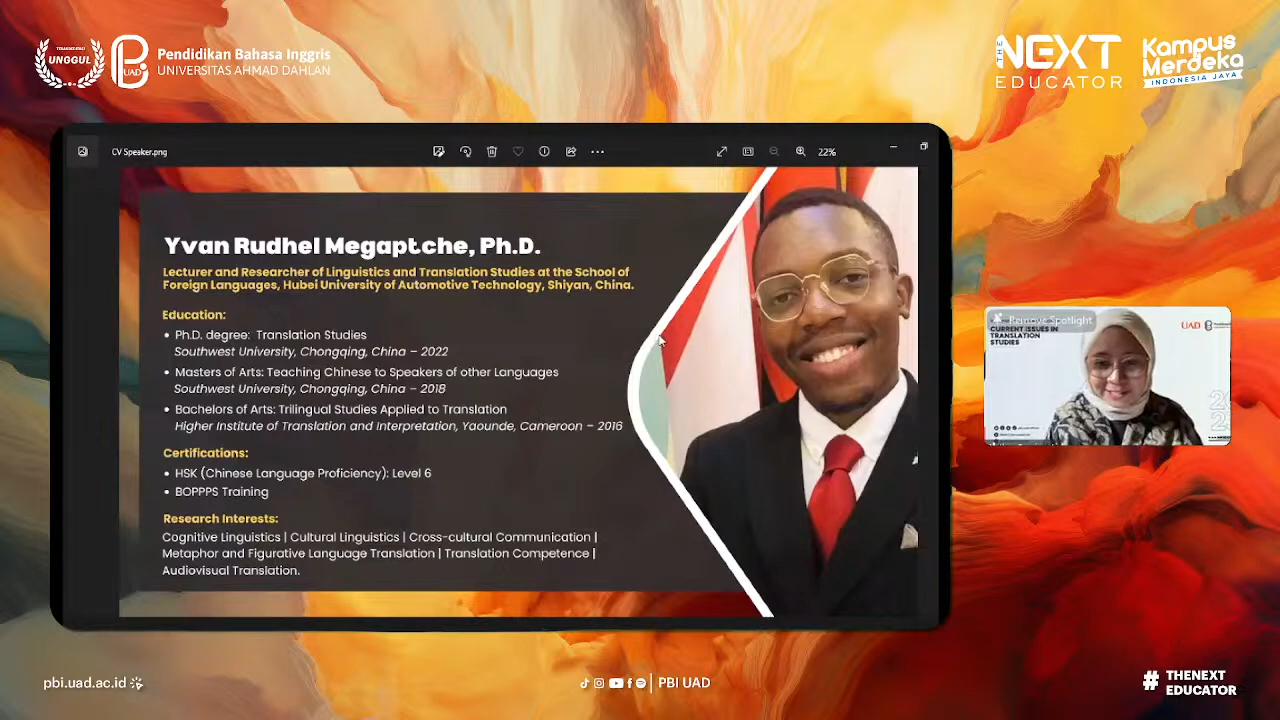 TERAKREDITASI
UNGGUL
UAD
Pendidikan Bahasa Inggris
UNIVERSITAS AHMAD DAHLAN
THE
NEXT
EDUCATOR
Kampus
Merdeka
INDONESIA JAYA
CV Speaker.png
22%
Yvan Rudhel Megaptche, Ph.D.
Lecturer and Researcher of Linguistics and Translation Studies at the School of
Foreign Languages, Hubei University of Automotive Technology, Shiyan, China.
Education:
• Ph.D. degree: Translation Studies
Southwest University, Chongqing, China – 2022
• Masters of Arts: Teaching Chinese to Speakers of other Languages
Southwest University, Chongqing, China – 2018
• Bachelors of Arts: Trilingual Studies Applied to Translation
Higher Institute of Translation and Interpretation, Yaounde, Cameroon – 2016
Certifications:
• HSK (Chinese Language Proficiency): Level 6
• BOPPPS Training
Research Interests:
Cognitive Linguistics | Cultural Linguistics | Cross-cultural Communication |
Metaphor and Figurative Language Translation | Translation Competence |
Audiovisual Translation.
Remove Spotlight
CURRENT ISSUES IN
TRANSLATION
STUDIES
UAD
pbi.uad.ac.id
PBI UAD
# THENEXT
EDUCATOR